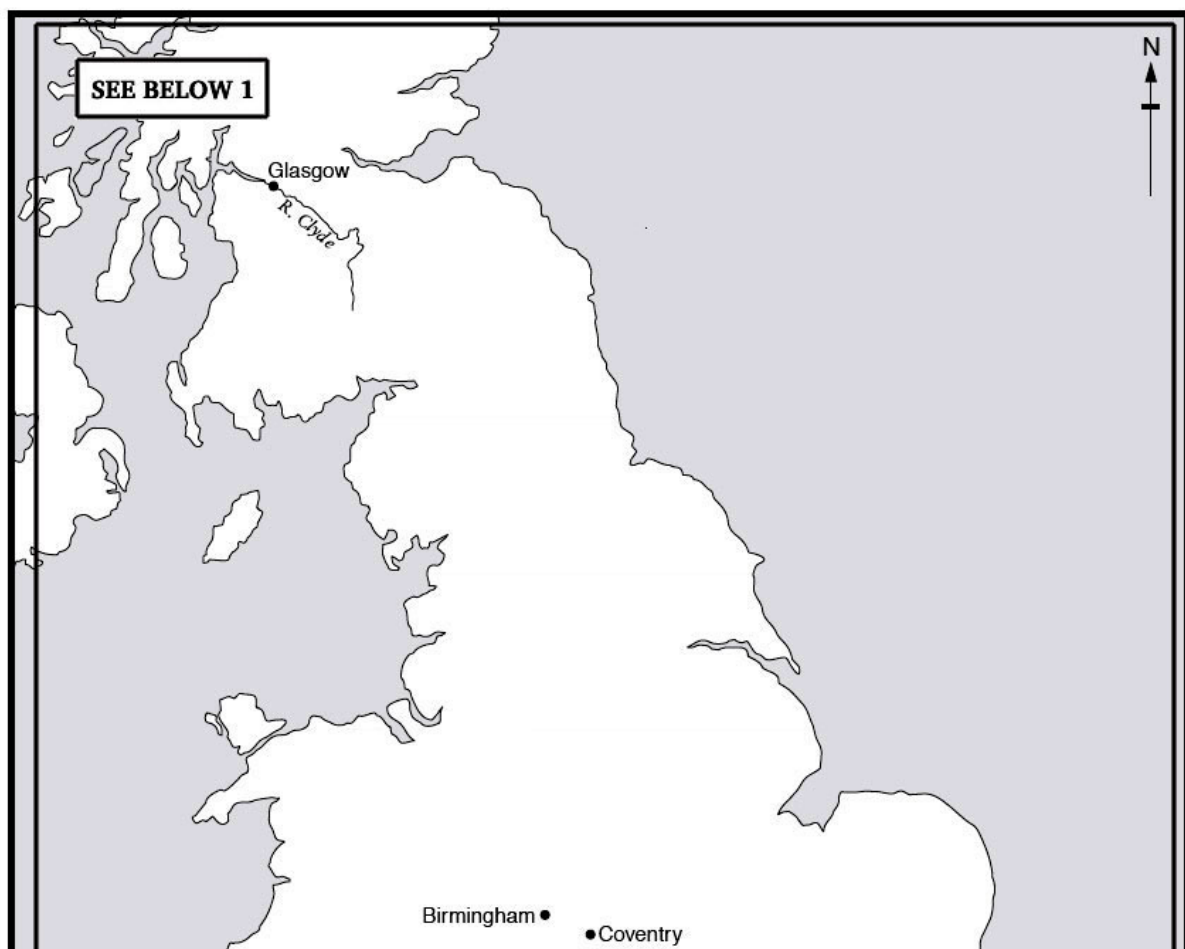 N
SEE BELOW 1
Glasgow
R. Clyde
Birmingham
Coventry